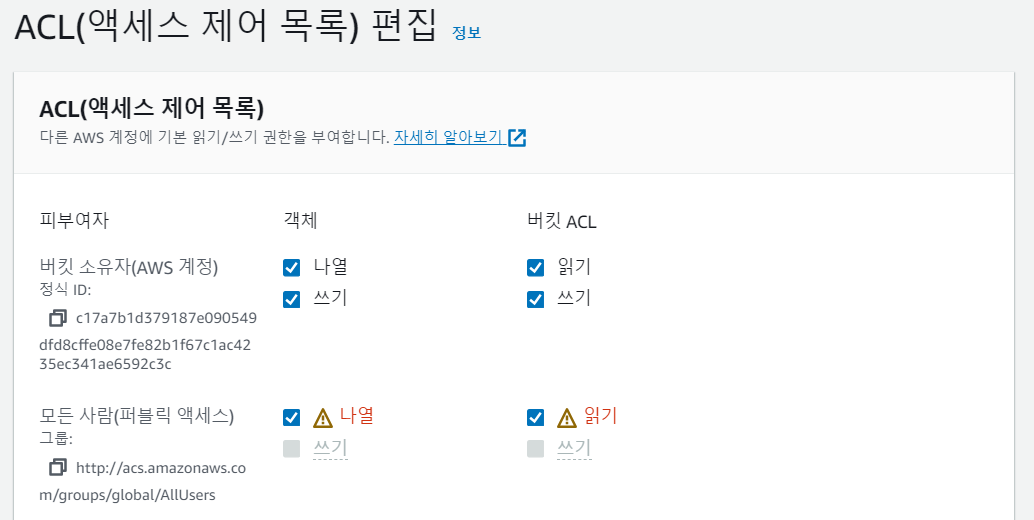 ACL(액세스 제어 목록) 편집 정보
ACL(액세스 제어 목록)
다른 AWS 계정에 기본 읽기/쓰기 권한을 부여합니다. 자세히 알아보기
피부여자 객체 버킷 ACL
버킷 소유자(AWS 계정) 나열 읽기
정식 ID: 쓰기 쓰기
c17a7b1d379187e090549
dfd8cffe08e7fe82b1f67c1ac42
35ec341ae6592c3c
모든 사람(퍼블릭 액세스) 나열 읽기
그룹: 쓰기 쓰기
http://acs.amazonaws.co
m/groups/global/AllUsers